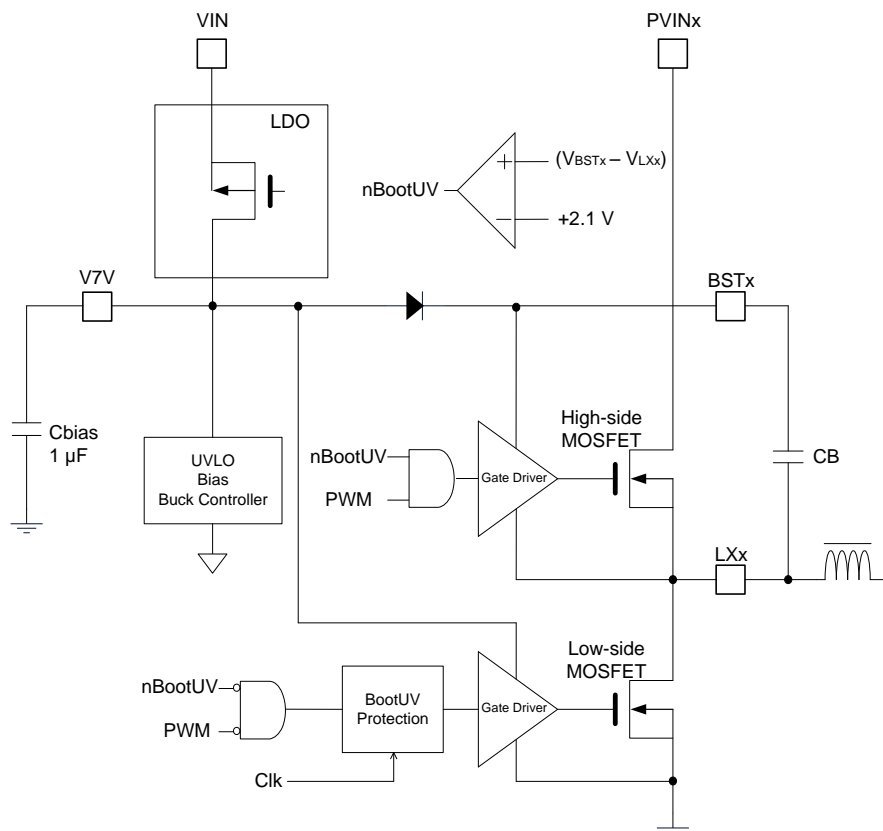 VIN
PVINx
LDO
nBootUV
+
(VBSTx – VLXx)
−
+2.1 V
V7V
BSTx
Cbias
1 µF
UVLO
Bias
Buck Controller
nBootUV
PWM
Gate Driver
High-side
MOSFET
CB
LXx
nBootUV
PWM
BootUV
Protection
Clk
Gate Driver
Low-side
MOSFET